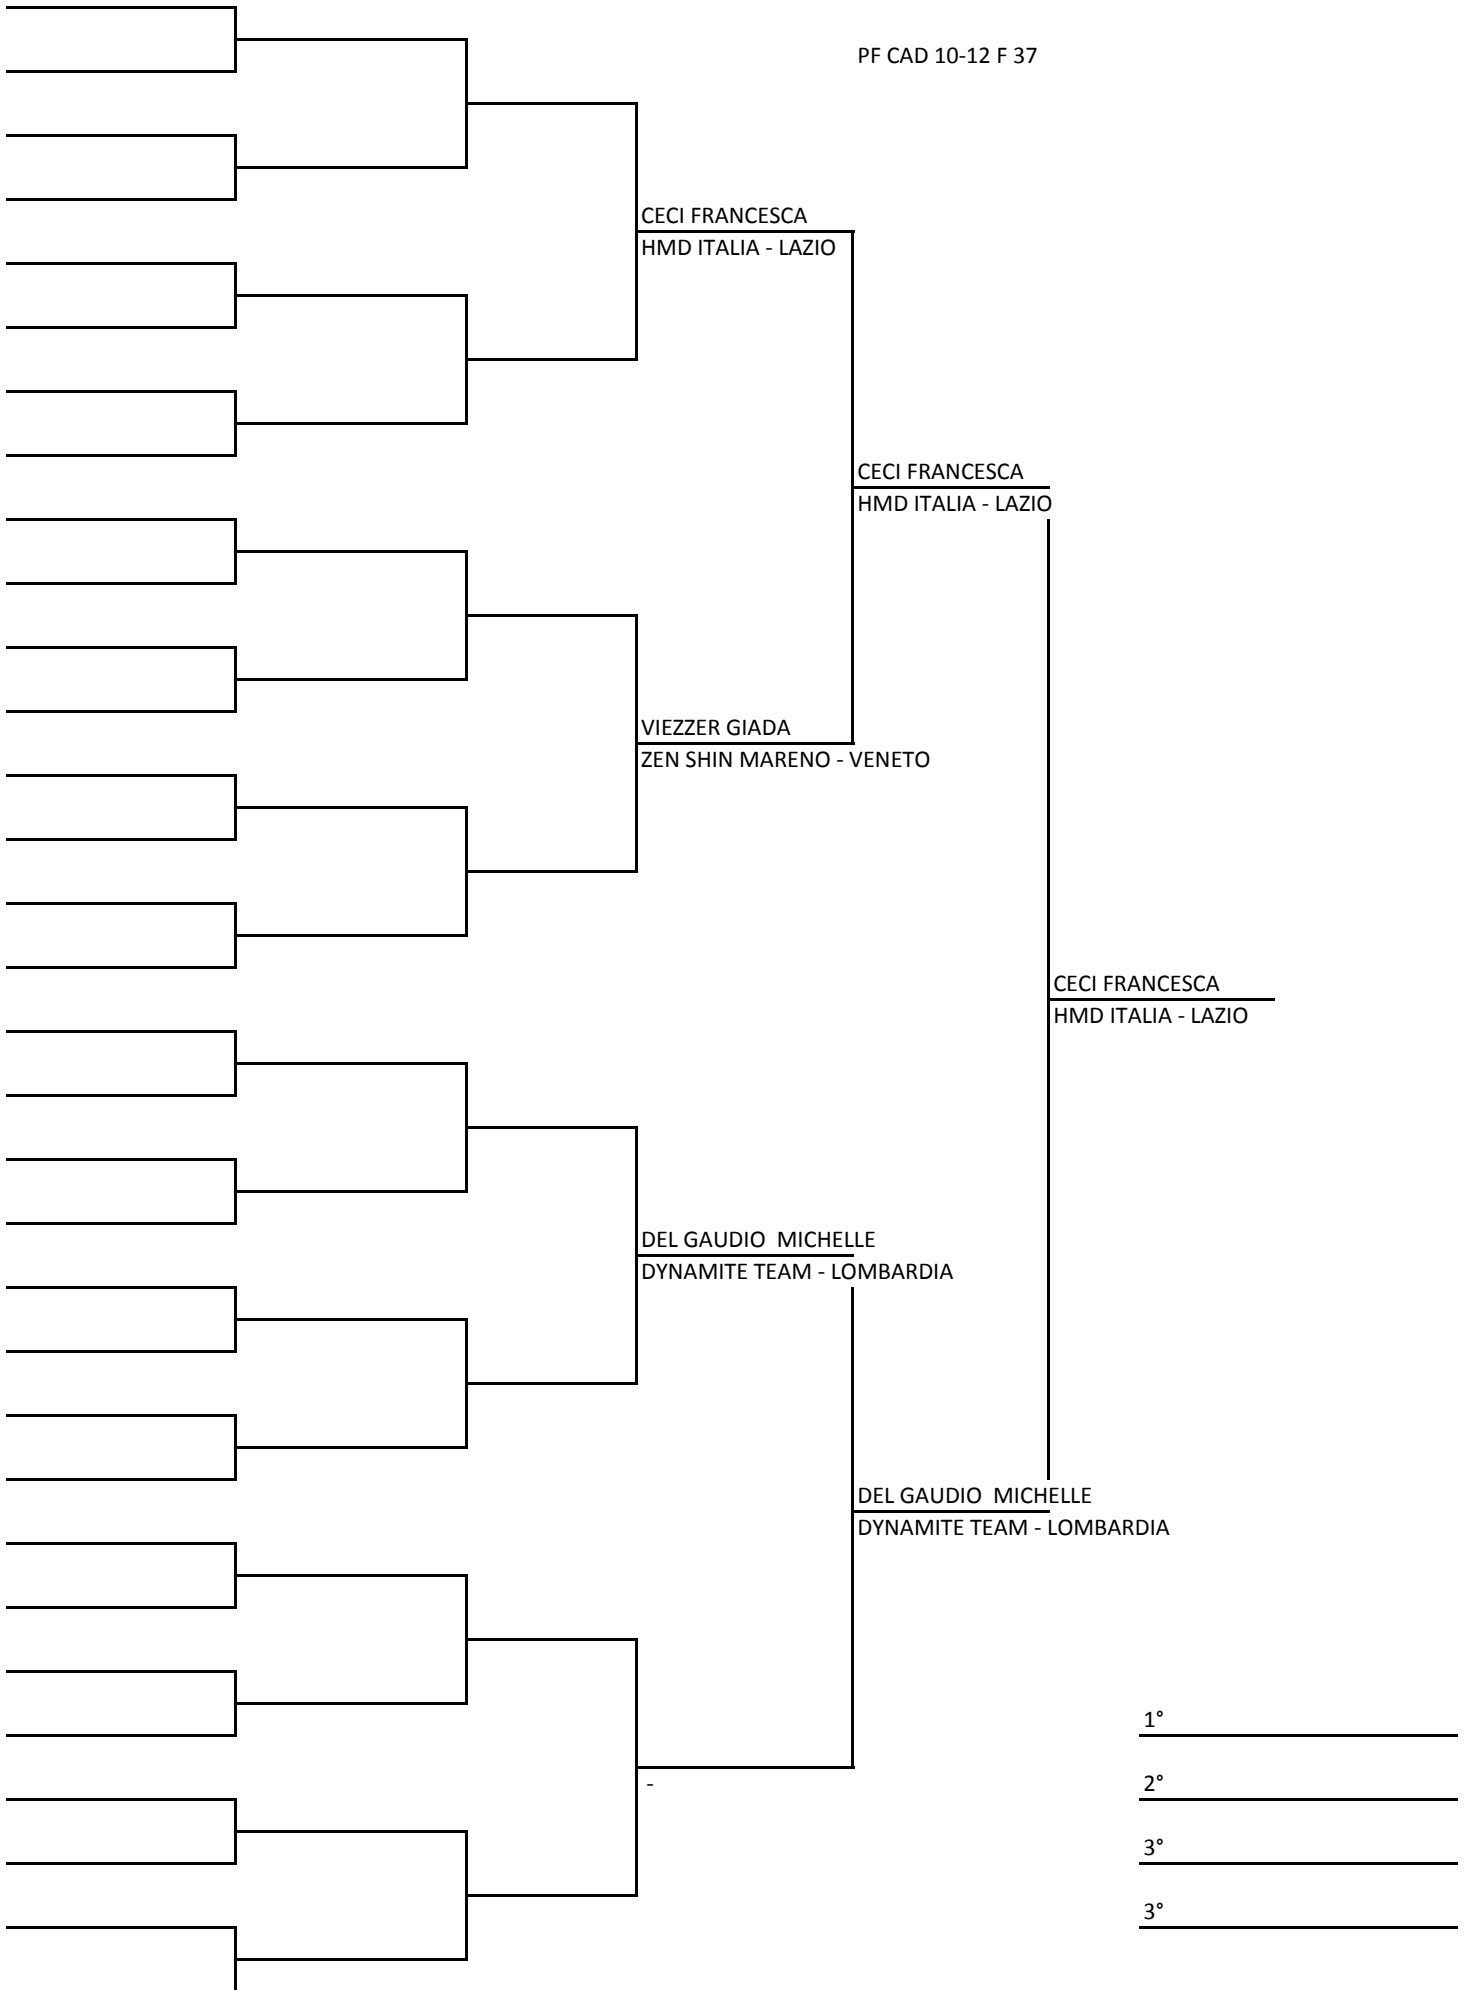 PF CAD 10-12 F 37
CECI FRANCESCA
HMD ITALIA - LAZIO
CECI FRANCESCA
HMD ITALIA - LAZIO
VIEZZER GIADA
ZEN SHIN MARENO - VENETO
CECI FRANCESCA
HMD ITALIA - LAZIO
DEL GAUDIO  MICHELLE
DYNAMITE TEAM - LOMBARDIA
DEL GAUDIO  MICHELLE
DYNAMITE TEAM - LOMBARDIA
1°
-
2°
3°
3°